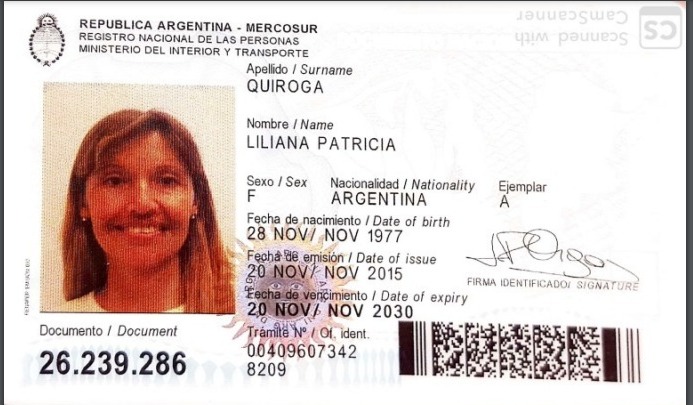 REPUBLICA ARGENTINA - MERCOSUR
REGISTRO NACIONAL DE LAS PERSONAS
MINISTERIO DEL INTERIOR Y TRANSPORTE
Scanned with
CamScanner
CS
Apellido / Surname
QUIROGA
Nombre / Name
LILIANA PATRICIA
Sexo / Sex Nacionalidad / Nationality Ejemplar
F ARGENTINA A
Fecha de nacimiento / Date of birth
28 NOV/ NOV 1977
Fecha de emisión / Date of issue
20 NOV/ NOV 2015
FIRMA IDENTIFICADO/ SIGNATURE
Fecha de vencimiento / Date of expiry
20 NOV/ NOV 2030
Documento / Document
26.239.286
Trámite Nº / Of. ident.
00409607342
8209